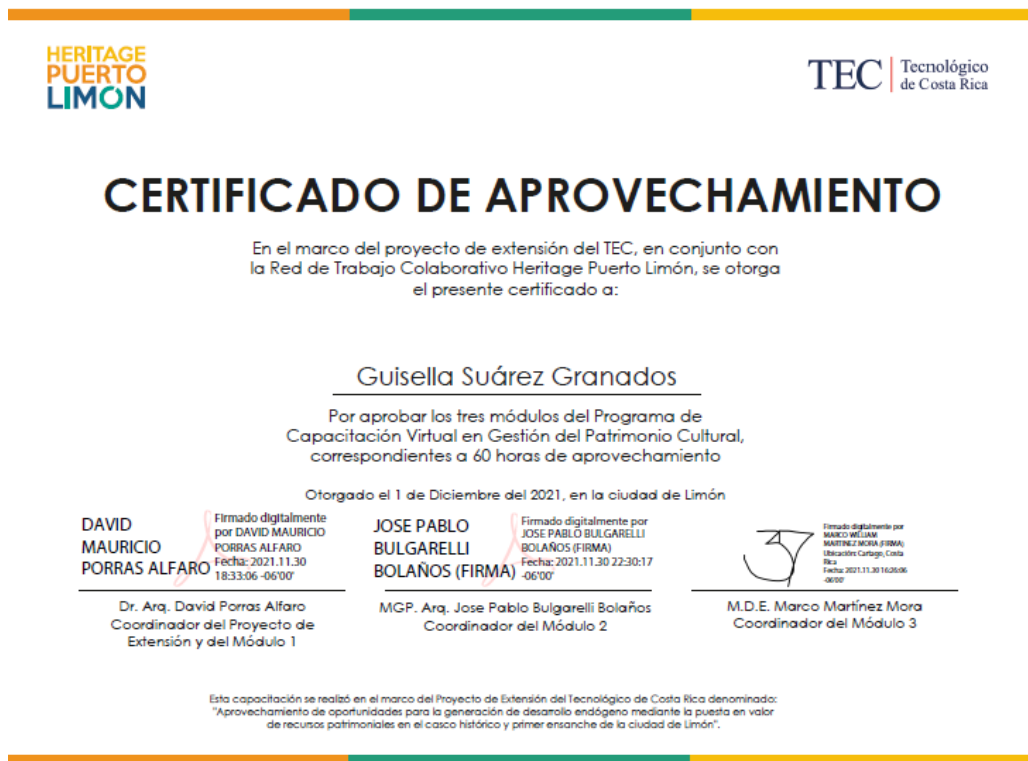 HERITAGE
PUERTO
LIMÓN
TEC | Tecnológico
de Costa Rica
CERTIFICADO DE APROVECHAMIENTO
En el marco del proyecto de extensión del TEC, en conjunto con
la Red de Trabajo Colaborativo Heritage Puerto Limón, se otorga
el presente certificado a:
Guisella Suárez Granados
Por aprobar los tres módulos del Programa de
Capacitación Virtual en Gestión del Patrimonio Cultural,
correspondientes a 60 horas de aprovechamiento
Otorgado el 1 de Diciembre del 2021, en la ciudad de Limón
DAVID
MAURICIO
PORRAS ALFARO
Firmado digitalmente
por DAVID MAURICIO
PORRAS ALFARO
Fecha: 2021.11.30
18:33:06 -06'00'
Dr. Arq. David Porras Alfaro
Coordinador del Proyecto de
Extensión y del Módulo 1
JOSE PABLO
BULGARELLI
BOLAÑOS (FIRMA)
Firmado digitalmente por
JOSE PABLO BULGARELLI
BOLAÑOS (FIRMA)
Fecha: 2021.11.30 22:30:17
-06'00'
MGP. Arq. Jose Pablo Bulgarelli Bolaños
Coordinador del Módulo 2
Firmado digitalmente por
MARCO WILLIAM
MARTINEZ MORA (FIRMA)
Ubicación: Cartago, Costa
Rica
Fecha: 2021.11.30 16:26:06
-06'00'
M.D.E. Marco Martínez Mora
Coordinador del Módulo 3
Esta capacitación se realizó en el marco del Proyecto de Extensión del Tecnológico de Costa Rica denominado:
"Aprovechamiento de oportunidades para la generación de desarrollo endógeno mediante la puesta en valor
de recursos patrimoniales en el casco histórico y primer ensanche de la ciudad de Limón".